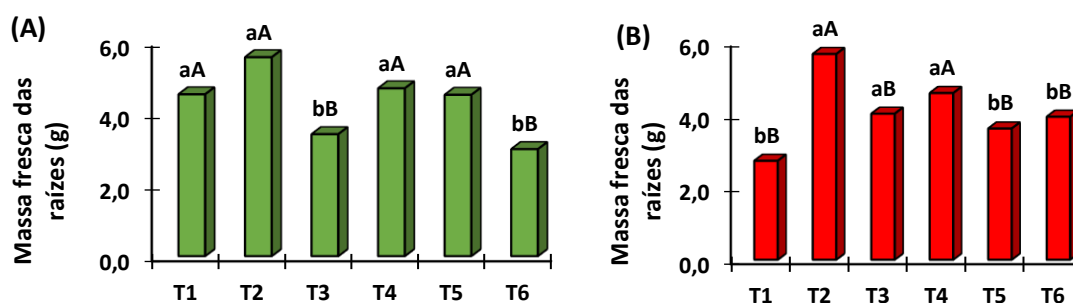 (A)
Massa fresca das
raízes (g)
6,0
4,0
2,0
0,0
aA
aA
bB
aA
aA
bB
T1 T2 T3 T4 T5 T6
(B)
Massa fresca das
raízes (g)
6,0
4,0
2,0
0,0
bB
aA
aB
aA
bB
bB
T1 T2 T3 T4 T5 T6